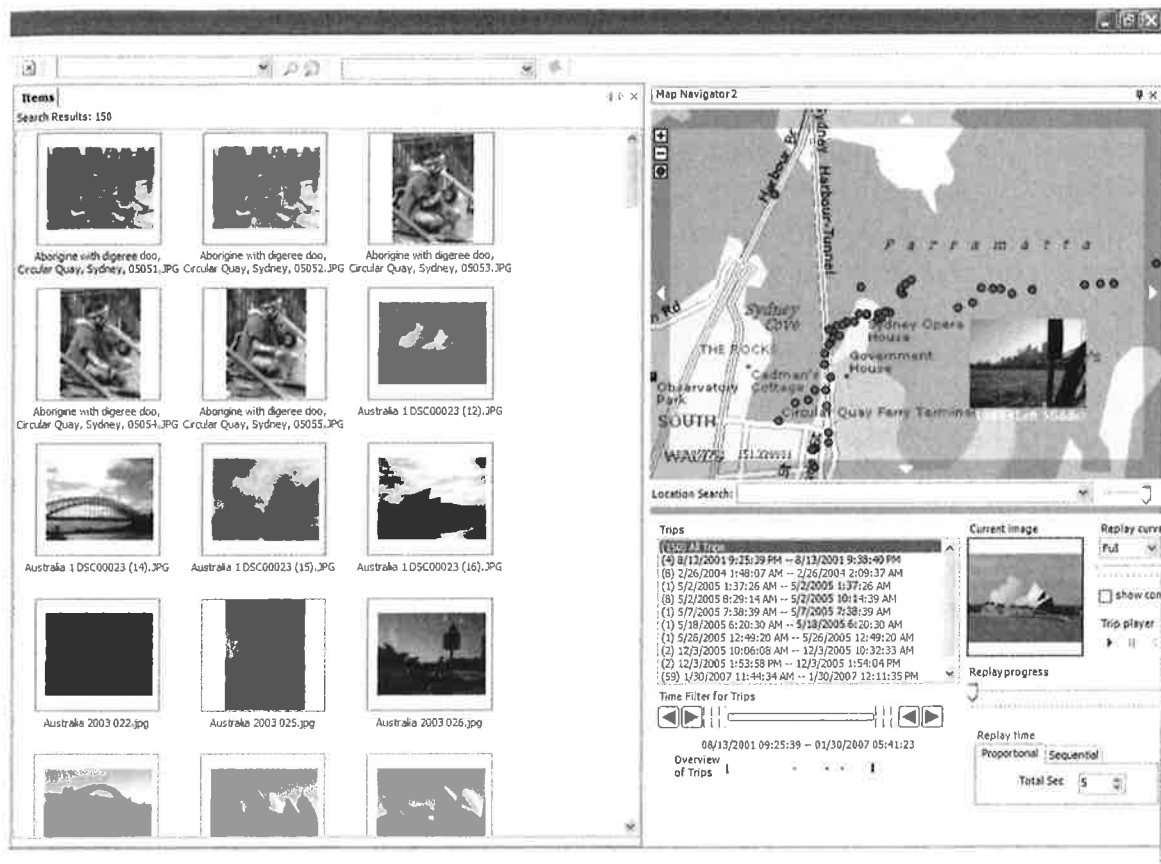 Items
Search Results: 150
Aborigine with digeree doo,
Circular Quay, Sydney, 05051.JPG
Aborigine with digeree doo,
Circular Quay, Sydney, 05052.JPG
Aborigine with digeree doo,
Circular Quay, Sydney, 05053.JPG
Aborigine with digeree doo,
Circular Quay, Sydney, 05054.JPG
Aborigine with digeree doo,
Circular Quay, Sydney, 05055.JPG
Australia 1 DSC00023 (12).JPG
Australia 1 DSC00023 (14).JPG
Australia 1 DSC00023 (15).JPG
Australia 1 DSC00023 (16).JPG
Australia 2003 022.jpg
Australia 2003 025.jpg
Australia 2003 026.jpg
Map Navigator2
Harbour Br
Sydney Harbour Tunnel
Parramatta
n Rd
Sydney
Cove
Sydney Opera
House
THE ROCKS
Government
House
Cadman's
Cottage
Observatory
Park
Circular Quay Ferry Termin
SOUTH
Location Search:
Trips
(150) All Trips
(4) 8/13/2001 9:25:39 PM -- 8/13/2001 9:38:40 PM
(8) 2/26/2004 1:48:07 AM -- 2/26/2004 2:09:37 AM
(1) 5/2/2005 1:37:26 AM -- 5/2/2005 1:37:26 AM
(8) 5/2/2005 8:29:14 AM -- 5/2/2005 10:14:39 AM
(1) 5/7/2005 7:38:39 AM -- 5/7/2005 7:38:39 AM
(1) 5/18/2005 6:20:30 AM -- 5/18/2005 6:20:30 AM
(1) 5/26/2005 12:49:20 AM -- 5/26/2005 12:49:20 AM
(2) 12/3/2005 10:06:08 AM -- 12/3/2005 10:32:33 AM
(2) 12/3/2005 1:53:58 PM -- 12/3/2005 1:54:04 PM
(59) 1/30/2007 11:44:34 AM -- 1/30/2007 12:11:35 PM
Time Filter for Trips
08/13/2001 09:25:39 -- 01/30/2007 05:41:23
Overview
of Trips
Current image
Replay curve
Full
show con
Trip player
Replay progress
Replay time
Proportional Sequential
Total Sec 5